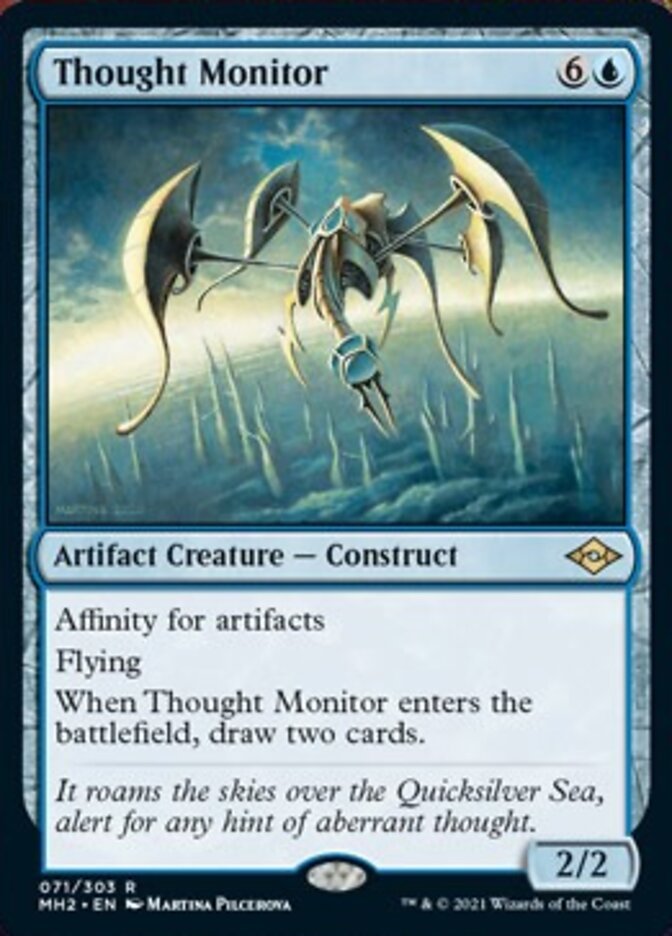 Thought Monitor
6
Artifact Creature — Construct
Affinity for artifacts
Flying
When Thought Monitor enters the
battlefield, draw two cards.
It roams the skies over the Quicksilver Sea,
alert for any hint of aberrant thought.
2/2
071/303 R
MH2 • EN Martina Pilcerova
™ & © 2021 Wizards of the Coast